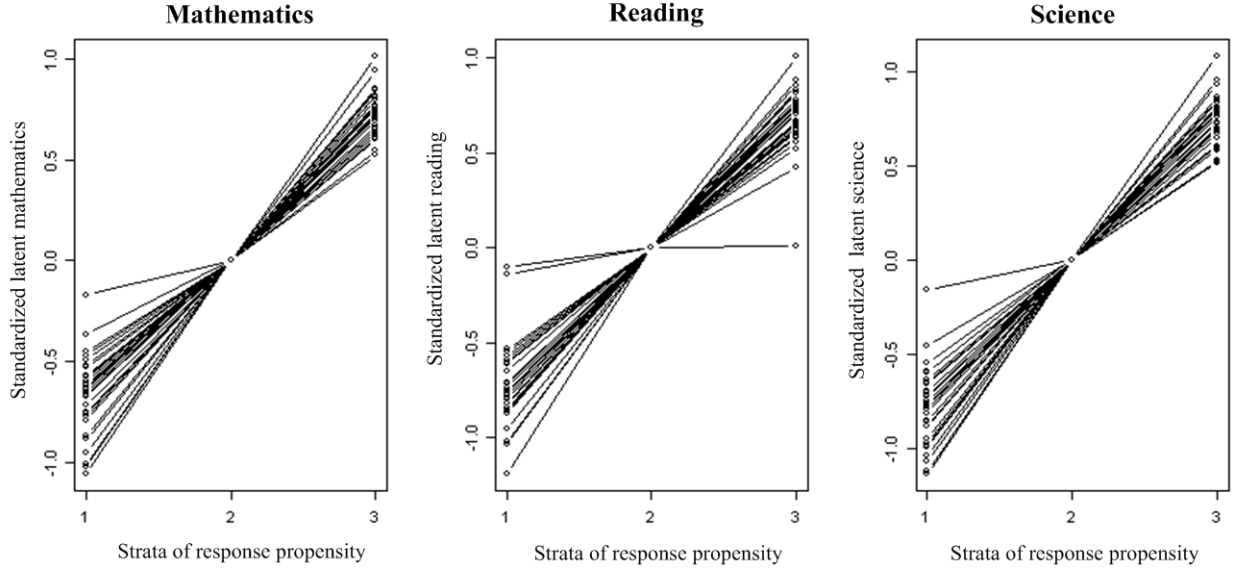 Mathematics
Standardized latent mathematics
1.0
0.5
0.0
-0.5
-1.0
1 2 3
Strata of response propensity
Reading
Standardized latent reading
1.0
0.5
0.0
-0.5
-1.0
1 2 3
Strata of response propensity
Science
Standardized latent science
1.0
0.5
0.0
-0.5
-1.0
1 2 3
Strata of response propensity